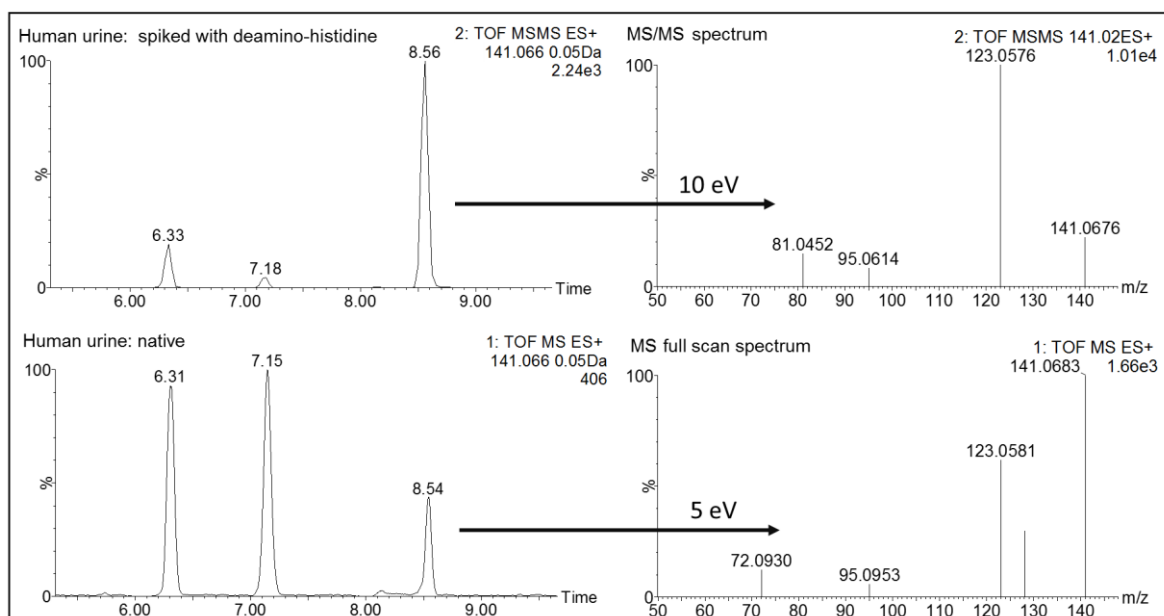 Human urine: spiked with deamino-histidine
2: TOF MSMS ES+
141.066 0.05Da
2.24e3
100
%
0
6.33
7.18
8.56
6.00
7.00
8.00
9.00
Time
10 eV
MS/MS spectrum
2: TOF MSMS 141.02ES+
1.01e4
100
%
0
81.0452
95.0614
123.0576
141.0676
50
60
70
80
90
100
110
120
130
140
m/z
Human urine: native
1: TOF MS ES+
141.066 0.05Da
406
100
%
0
6.31
7.15
8.54
6.00
7.00
8.00
9.00
Time
5 eV
MS full scan spectrum
1: TOF MS ES+
1.66e3
100
%
0
72.0930
95.0953
123.0581
141.0683
50
60
70
80
90
100
110
120
130
140
m/z